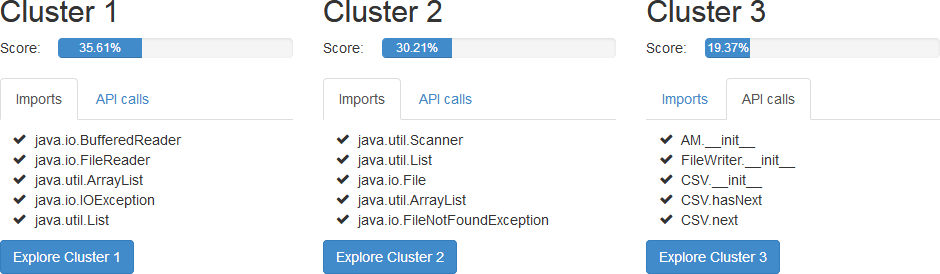 Cluster 1
Score: 35.61%
Imports API calls
java.io.BufferedReader
java.io.FileReader
java.util.ArrayList
java.io.IOException
java.util.List
Explore Cluster 1
Cluster 2
Score: 30.21%
Imports API calls
java.util.Scanner
java.util.List
java.io.File
java.util.ArrayList
java.io.FileNotFoundException
Explore Cluster 2
Cluster 3
Score: 19.37%
Imports API calls
AM.__init__
FileWriter.__init__
CSV.__init__
CSV.hasNext
CSV.next
Explore Cluster 3